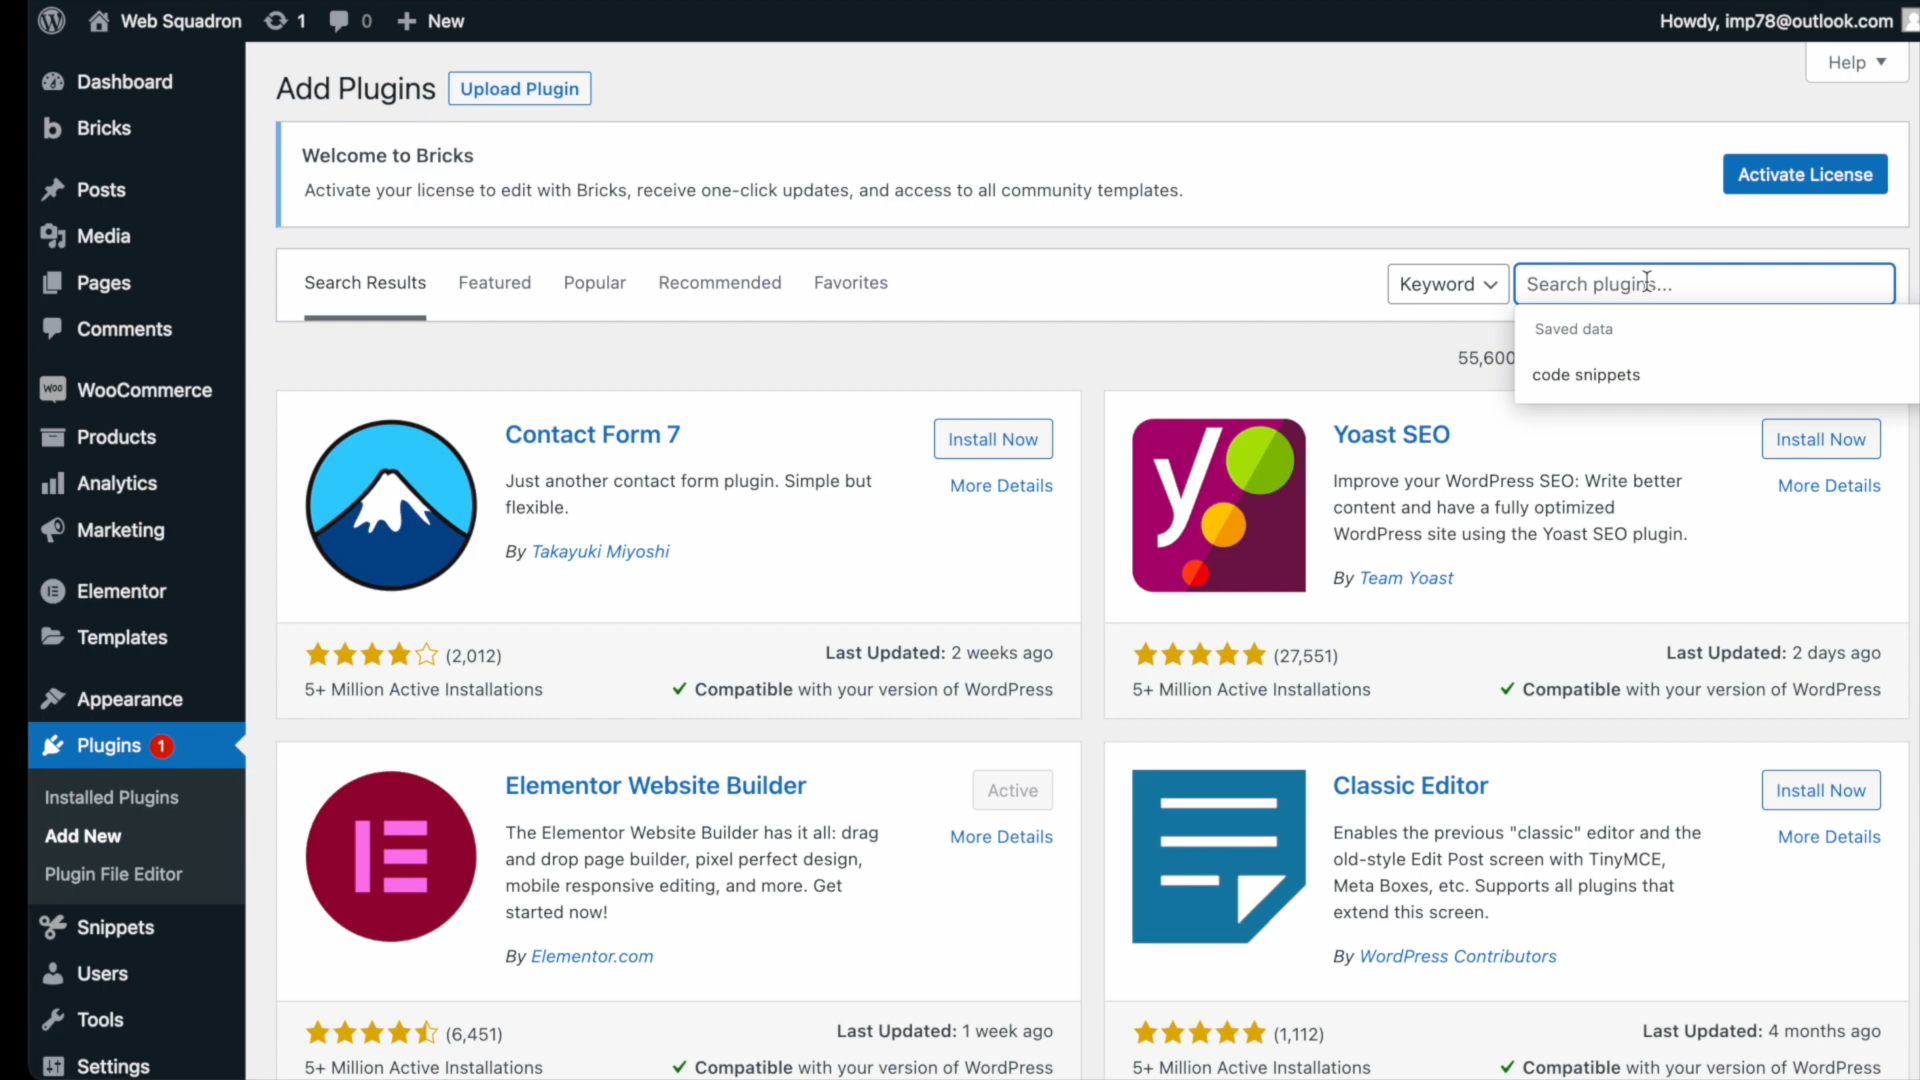 Web Squadron
1
0
New
Howdy, imp78@outlook.com
Help
Dashboard
Bricks
Posts
Media
Pages
Comments
WOO
WooCommerce
Products
Analytics
Marketing
Elementor
Templates
Appearance
Plugins 1
Installed Plugins
Add New
Plugin File Editor
Snippets
Users
Tools
Settings
Add Plugins
Upload Plugin
Welcome to Bricks
Activate your license to edit with Bricks, receive one-click updates, and access to all community templates.
Activate License
Search Results
Featured
Popular
Recommended
Favorites
Keyword
Search plugins...
Saved data
code snippets
55,600
Contact Form 7
Install Now
More Details
Just another contact form plugin. Simple but
flexible.
By Takayuki Miyoshi
(2,012)
Last Updated: 2 weeks ago
5+ Million Active Installations
Compatible with your version of WordPress
Yoast SEO
Install Now
More Details
Improve your WordPress SEO: Write better
content and have a fully optimized
WordPress site using the Yoast SEO plugin.
By Team Yoast
(27,551)
Last Updated: 2 days ago
5+ Million Active Installations
Compatible with your version of WordPress
Elementor Website Builder
Active
More Details
The Elementor Website Builder has it all: drag
and drop page builder, pixel perfect design,
mobile responsive editing, and more. Get
started now!
By Elementor.com
(6,451)
Last Updated: 1 week ago
5+ Million Active Installations
Compatible with your version of WordPress
Classic Editor
Install Now
More Details
Enables the previous "classic" editor and the
old-style Edit Post screen with TinyMCE,
Meta Boxes, etc. Supports all plugins that
extend this screen.
By WordPress Contributors
(1,112)
Last Updated: 4 months ago
5+ Million Active Installations
Compatible with your version of WordPress